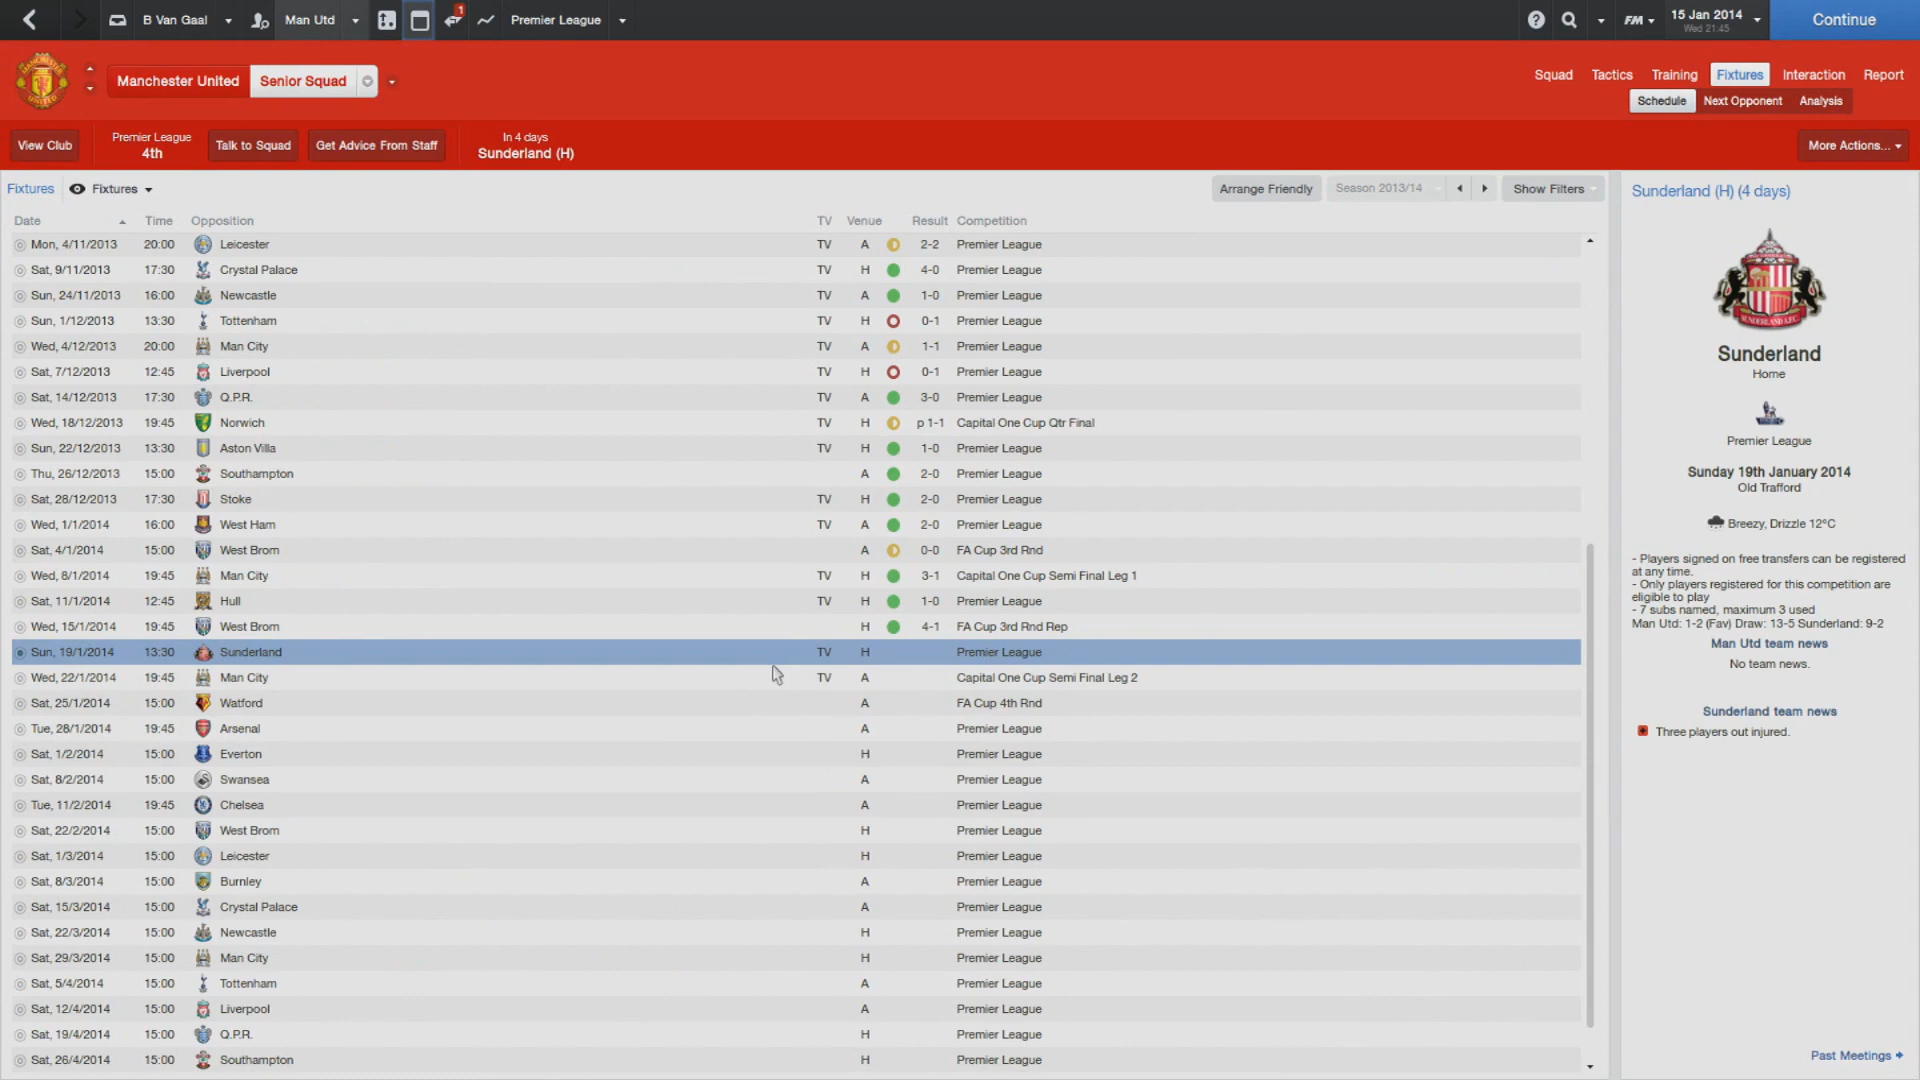 B Van Gaal Man Utd 1 Premier League FM 15 Jan 2014 Wed 21:45 Continue
Manchester United Senior Squad Squad Tactics Training Fixtures Interaction Report
Schedule Next Opponent Analysis
View Club Premier League 4th Talk to Squad Get Advice From Staff In 4 days Sunderland (H) More Actions...
Fixtures Fixtures Arrange Friendly Season 2013/14 Show Filters
Date Time Opposition TV Venue Result Competition
Mon, 4/11/2013 20:00 Leicester TV A 2-2 Premier League
Sat, 9/11/2013 17:30 Crystal Palace TV H 4-0 Premier League
Sun, 24/11/2013 16:00 Newcastle TV A 1-0 Premier League
Sun, 1/12/2013 13:30 Tottenham TV H 0-1 Premier League
Wed, 4/12/2013 20:00 Man City TV A 1-1 Premier League
Sat, 7/12/2013 12:45 Liverpool TV H 0-1 Premier League
Sat, 14/12/2013 17:30 Q.P.R. TV A 3-0 Premier League
Wed, 18/12/2013 19:45 Norwich TV H p 1-1 Capital One Cup Qtr Final
Sun, 22/12/2013 13:30 Aston Villa TV H 1-0 Premier League
Thu, 26/12/2013 15:00 Southampton A 2-0 Premier League
Sat, 28/12/2013 17:30 Stoke TV H 2-0 Premier League
Wed, 1/1/2014 16:00 West Ham TV A 2-0 Premier League
Sat, 4/1/2014 15:00 West Brom A 0-0 FA Cup 3rd Rnd
Wed, 8/1/2014 19:45 Man City TV H 3-1 Capital One Cup Semi Final Leg 1
Sat, 11/1/2014 12:45 Hull TV H 1-0 Premier League
Wed, 15/1/2014 19:45 West Brom H 4-1 FA Cup 3rd Rnd Rep
Sun, 19/1/2014 13:30 Sunderland TV H Premier League
Wed, 22/1/2014 19:45 Man City TV A Capital One Cup Semi Final Leg 2
Sat, 25/1/2014 15:00 Watford A FA Cup 4th Rnd
Tue, 28/1/2014 19:45 Arsenal A Premier League
Sat, 1/2/2014 15:00 Everton H Premier League
Sat, 8/2/2014 15:00 Swansea A Premier League
Tue, 11/2/2014 19:45 Chelsea A Premier League
Sat, 22/2/2014 15:00 West Brom H Premier League
Sat, 1/3/2014 15:00 Leicester H Premier League
Sat, 8/3/2014 15:00 Burnley A Premier League
Sat, 15/3/2014 15:00 Crystal Palace A Premier League
Sat, 22/3/2014 15:00 Newcastle H Premier League
Sat, 29/3/2014 15:00 Man City H Premier League
Sat, 5/4/2014 15:00 Tottenham A Premier League
Sat, 12/4/2014 15:00 Liverpool A Premier League
Sat, 19/4/2014 15:00 Q.P.R. H Premier League
Sat, 26/4/2014 15:00 Southampton H Premier League
Sunderland (H) (4 days)
SUNDERLAND A.F.C.
Sunderland
Home
Premier League
Sunday 19th January 2014
Old Trafford
Breezy, Drizzle 12°C
- Players signed on free transfers can be registered
at any time.
- Only players registered for this competition are
eligible to play
- 7 subs named, maximum 3 used
Man Utd: 1-2 (Fav) Draw: 13-5 Sunderland: 9-2
Man Utd team news
No team news.
Sunderland team news
Three players out injured.
Past Meetings